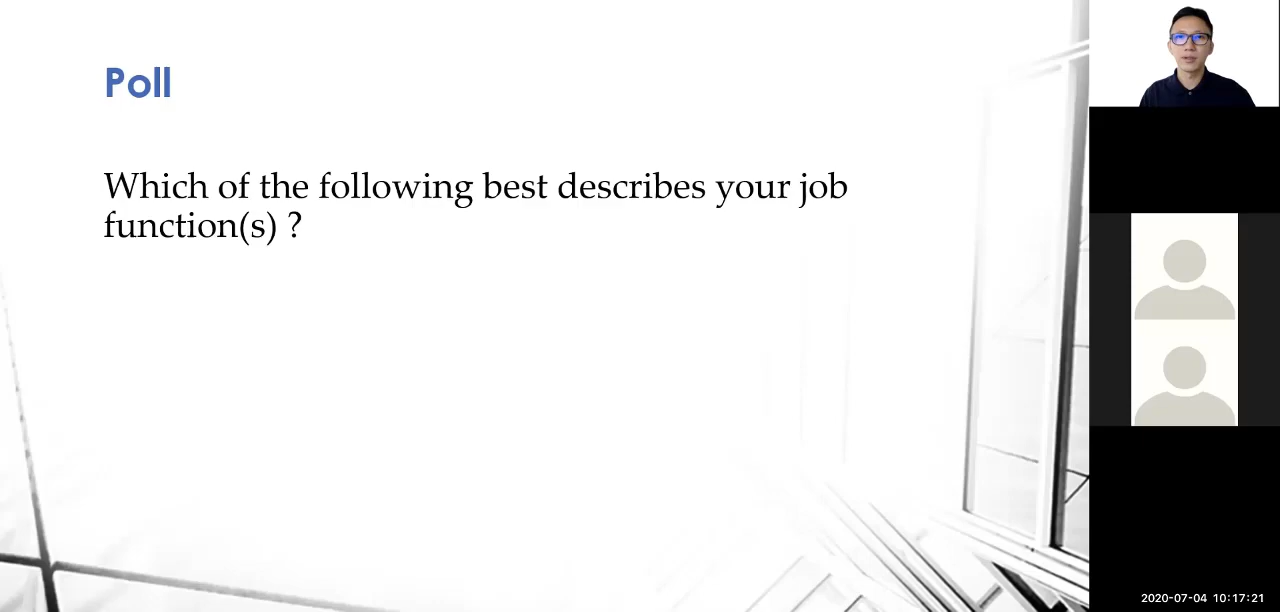 Poll
Which of the following best describes your job
function(s) ?
2020-07-04 10:17:21